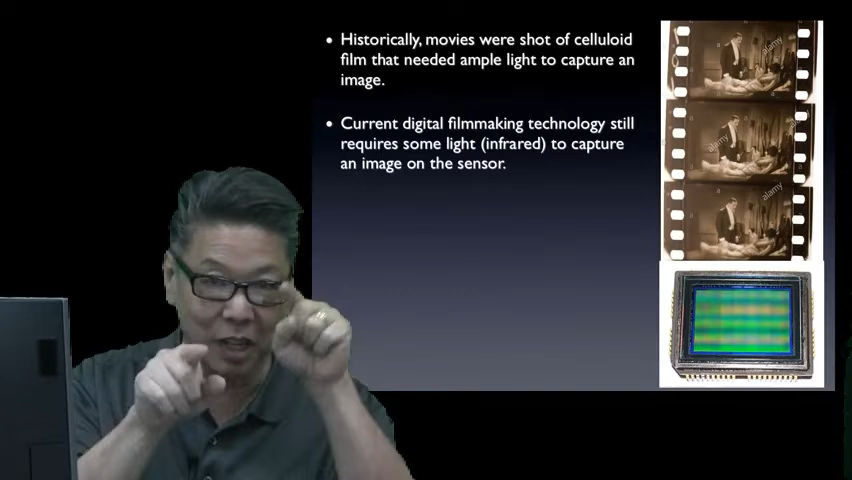 • Historically, movies were shot of celluloid
film that needed ample light to capture an
image.
• Current digital filmmaking technology still
requires some light (infrared) to capture
an image on the sensor.
alamy
alamy
alamy